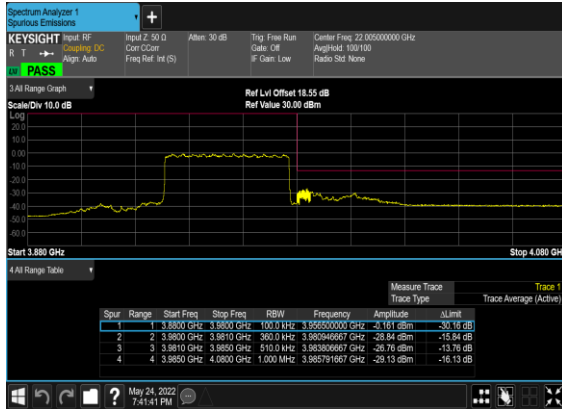 Spectrum Analyzer 1
Spurious Emissions
KEYSIGHT Input: RF Input Z: 50 Ω Atten: 30 dB Trig: Free Run Center Freq: 22.005000000 GHz
R T Coupling: DC Corr CCorr Gate: Off Avg|Hold: 100/100
Align: Auto Freq Ref: Int (S) IF Gain: Low Radio Std: None
PASS
3 All Range Graph
Ref Lvl Offset 18.55 dB
Scale/Div 10.0 dB Ref Value 30.00 dBm
Log
20.0
10.0
0.00
-10.0
-20.0
-30.0
-40.0
-50.0
-60.0
Start 3.880 GHz Stop 4.080 GH
4 All Range Table
Measure Trace Trace 1
Trace Type Trace Average (Active)
Spur Range Start Freq Stop Freq RBW Frequency Amplitude ΔLimit
1 1 3.8800 GHz 3.9800 GHz 100.0 kHz 3.956500000 GHz -0.161 dBm -30.16 dB
2 2 3.9800 GHz 3.9810 GHz 360.0 kHz 3.980946667 GHz -28.84 dBm -15.84 dB
3 3 3.9810 GHz 3.9850 GHz 510.0 kHz 3.983806667 GHz -26.76 dBm -13.76 dB
4 4 3.9850 GHz 4.0800 GHz 1.000 MHz 3.985791667 GHz -29.13 dBm -16.13 dB
May 24, 2022
7:41:41 PM